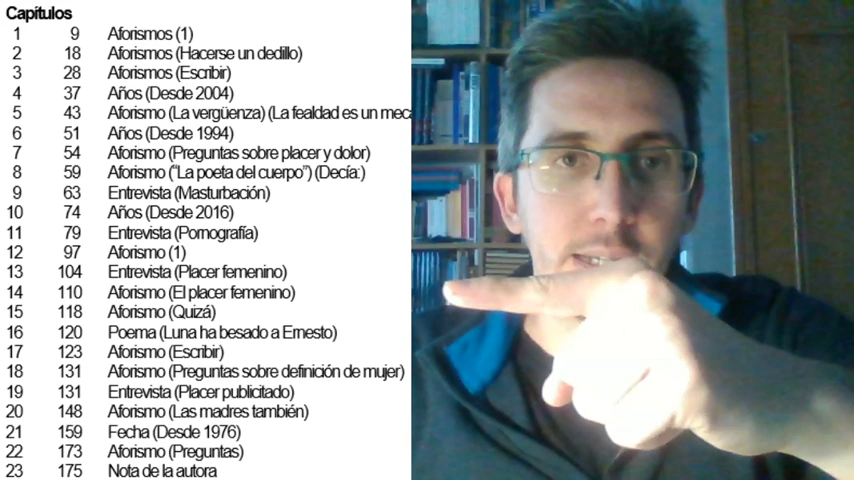 Capítulos
1 9 Aforismos (1)
2 18 Aforismos (Hacerse un dedillo)
3 28 Aforismos (Escribir)
4 37 Años (Desde 2004)
5 43 Aforismo (La vergüenza) (La fealdad es un meca
6 51 Años (Desde 1994)
7 54 Aforismo (Preguntas sobre placer y dolor)
8 59 Aforismo (“La poeta del cuerpo”) (Decía:)
9 63 Entrevista (Masturbación)
10 74 Años (Desde 2016)
11 79 Entrevista (Pornografía)
12 97 Aforismo (1)
13 104 Entrevista (Placer femenino)
14 110 Aforismo (El placer femenino)
15 118 Aforismo (Quizá)
16 120 Poema (Luna ha besado a Ernesto)
17 123 Aforismo (Escribir)
18 131 Aforismo (Preguntas sobre definición de mujer)
19 131 Entrevista (Placer publicitado)
20 148 Aforismo (Las madres también)
21 159 Fecha (Desde 1976)
22 173 Aforismo (Preguntas)
23 175 Nota de la autora